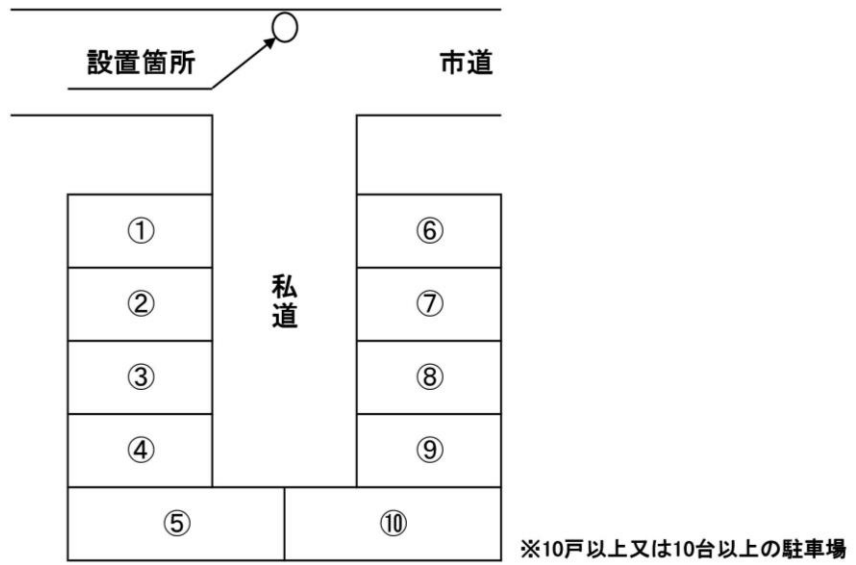 設置箇所
市道
①
⑥
②
⑦
私道
③
⑧
④
⑨
⑤
⑩
※10戸以上又は10台以上の駐車場